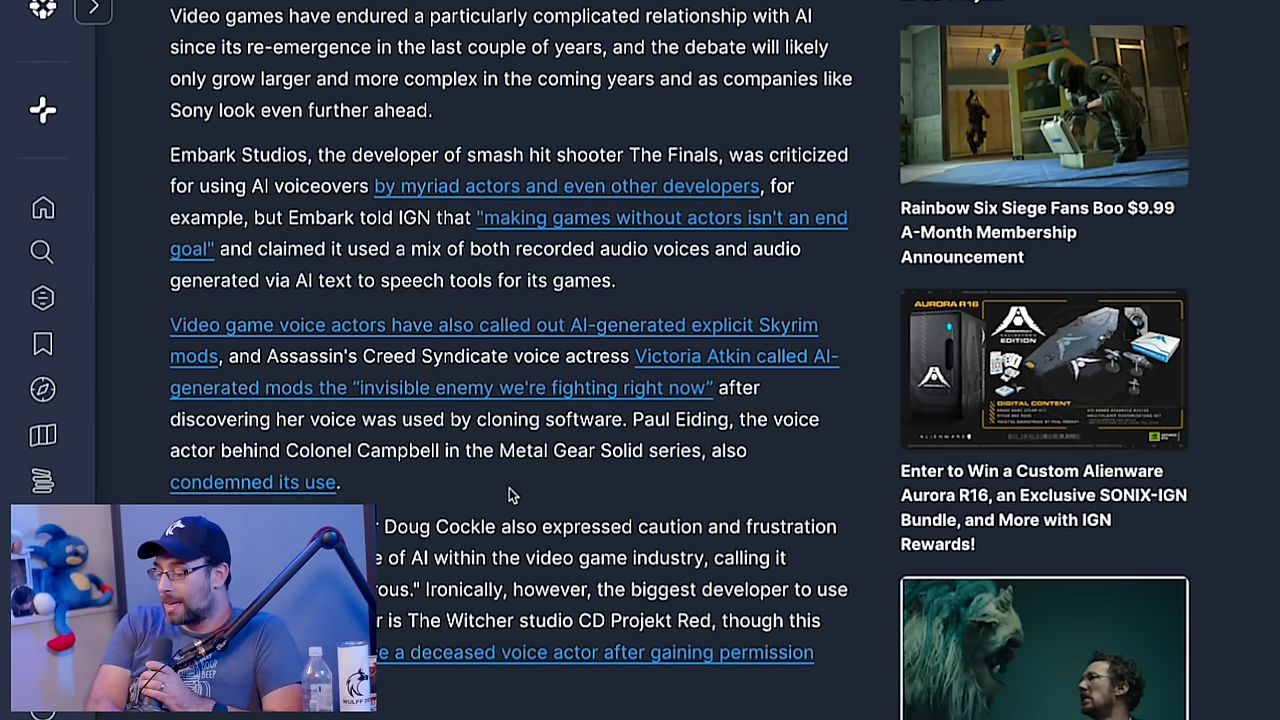 Video games have endured a particularly complicated relationship with AI
since its re-emergence in the last couple of years, and the debate will likely
only grow larger and more complex in the coming years and as companies like
Sony look even further ahead.
Embark Studios, the developer of smash hit shooter The Finals, was criticized
for using AI voiceovers by myriad actors and even other developers, for
example, but Embark told IGN that "making games without actors isn't an end
goal" and claimed it used a mix of both recorded audio voices and audio
generated via AI text to speech tools for its games.
Video game voice actors have also called out AI-generated explicit Skyrim
mods, and Assassin's Creed Syndicate voice actress Victoria Atkin called AI-
generated mods the “invisible enemy we're fighting right now” after
discovering her voice was used by cloning software. Paul Eiding, the voice
actor behind Colonel Campbell in the Metal Gear Solid series, also
condemned its use.
Doug Cockle also expressed caution and frustration
e of AI within the video game industry, calling it
rous." Ironically, however, the biggest developer to use
r is The Witcher studio CD Projekt Red, though this
e a deceased voice actor after gaining permission
Rainbow Six Siege Fans Boo $9.99
A-Month Membership
Announcement
AURORA R16
COLLECTOR'S
EDITION
DIGITAL CONTENT
ALIENWARE
Enter to Win a Custom Alienware
Aurora R16, an Exclusive SONIX-IGN
Bundle, and More with IGN
Rewards!
LOOP
BEEP
WULFF D